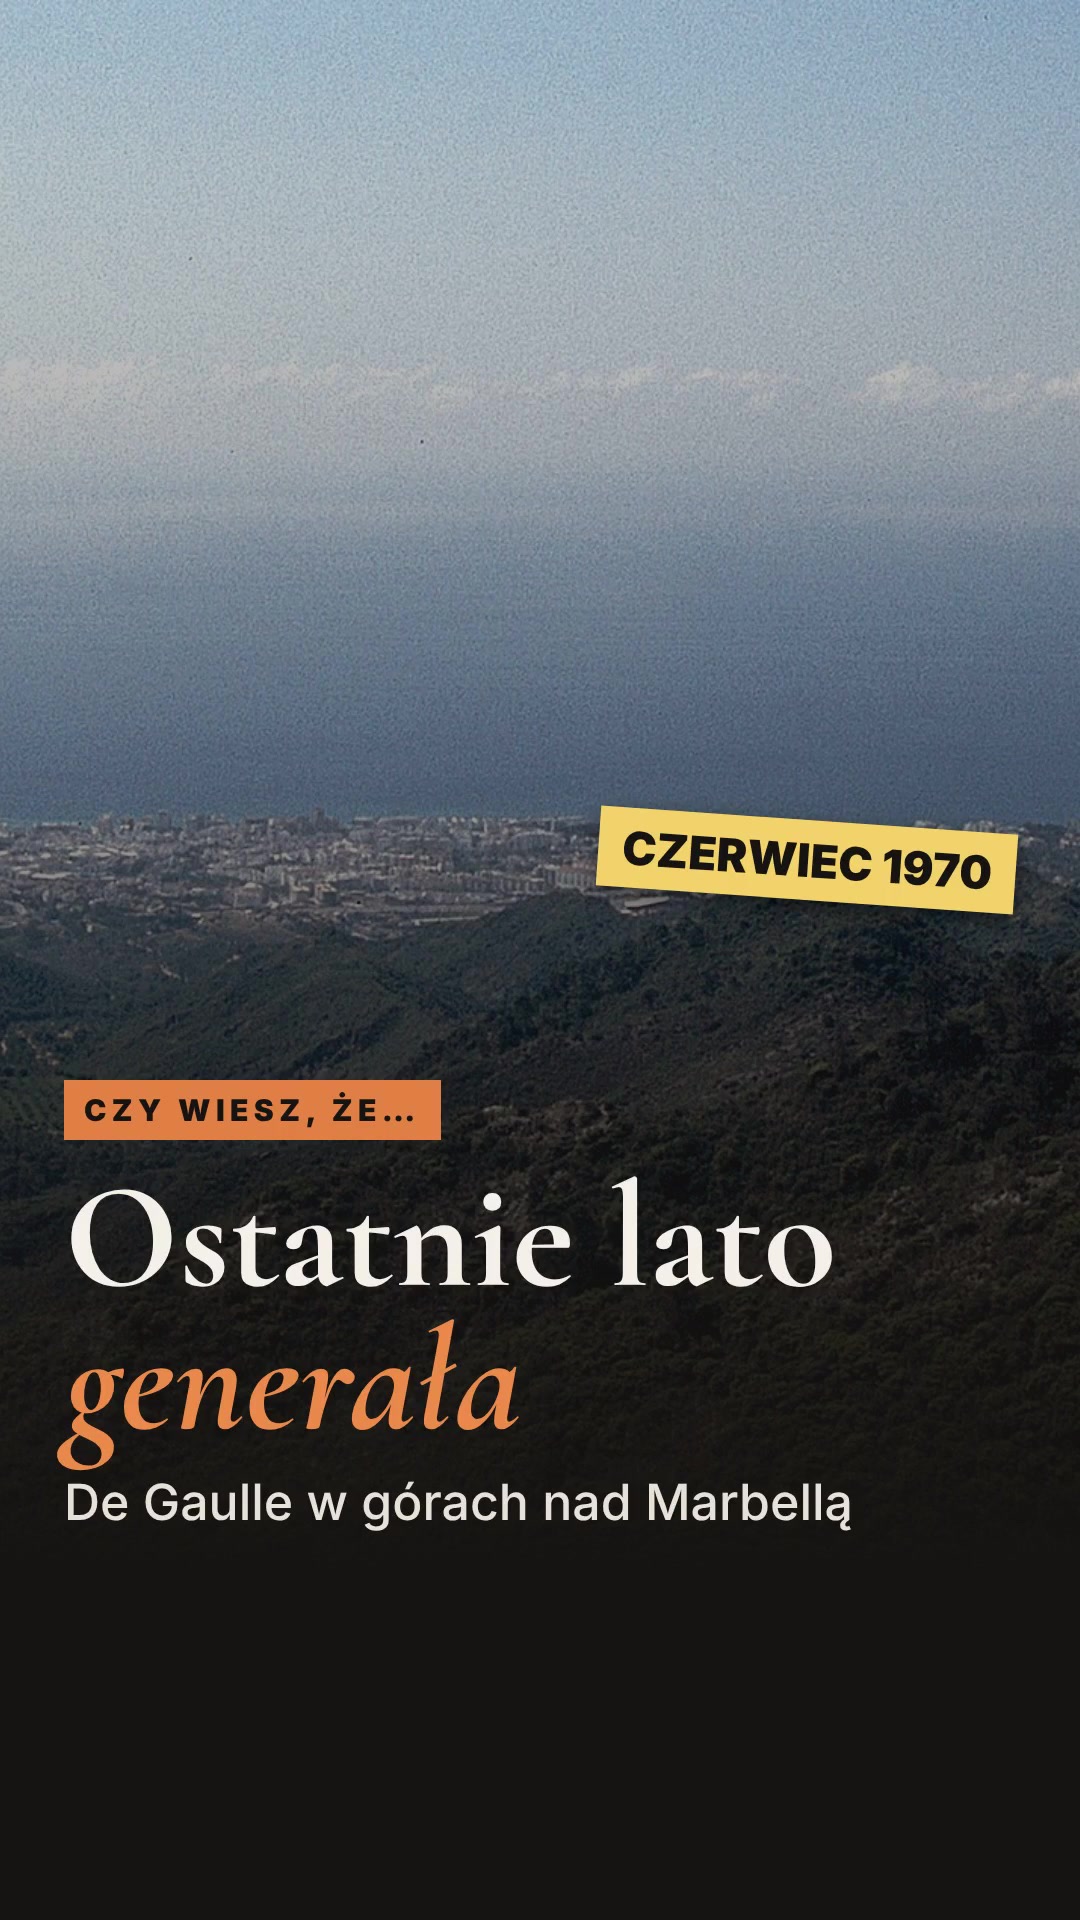 CZERWIEC 1970
CZY WIESZ, ŻE...
Ostatnie lato
generała
De Gaulle w górach nad Marbellą